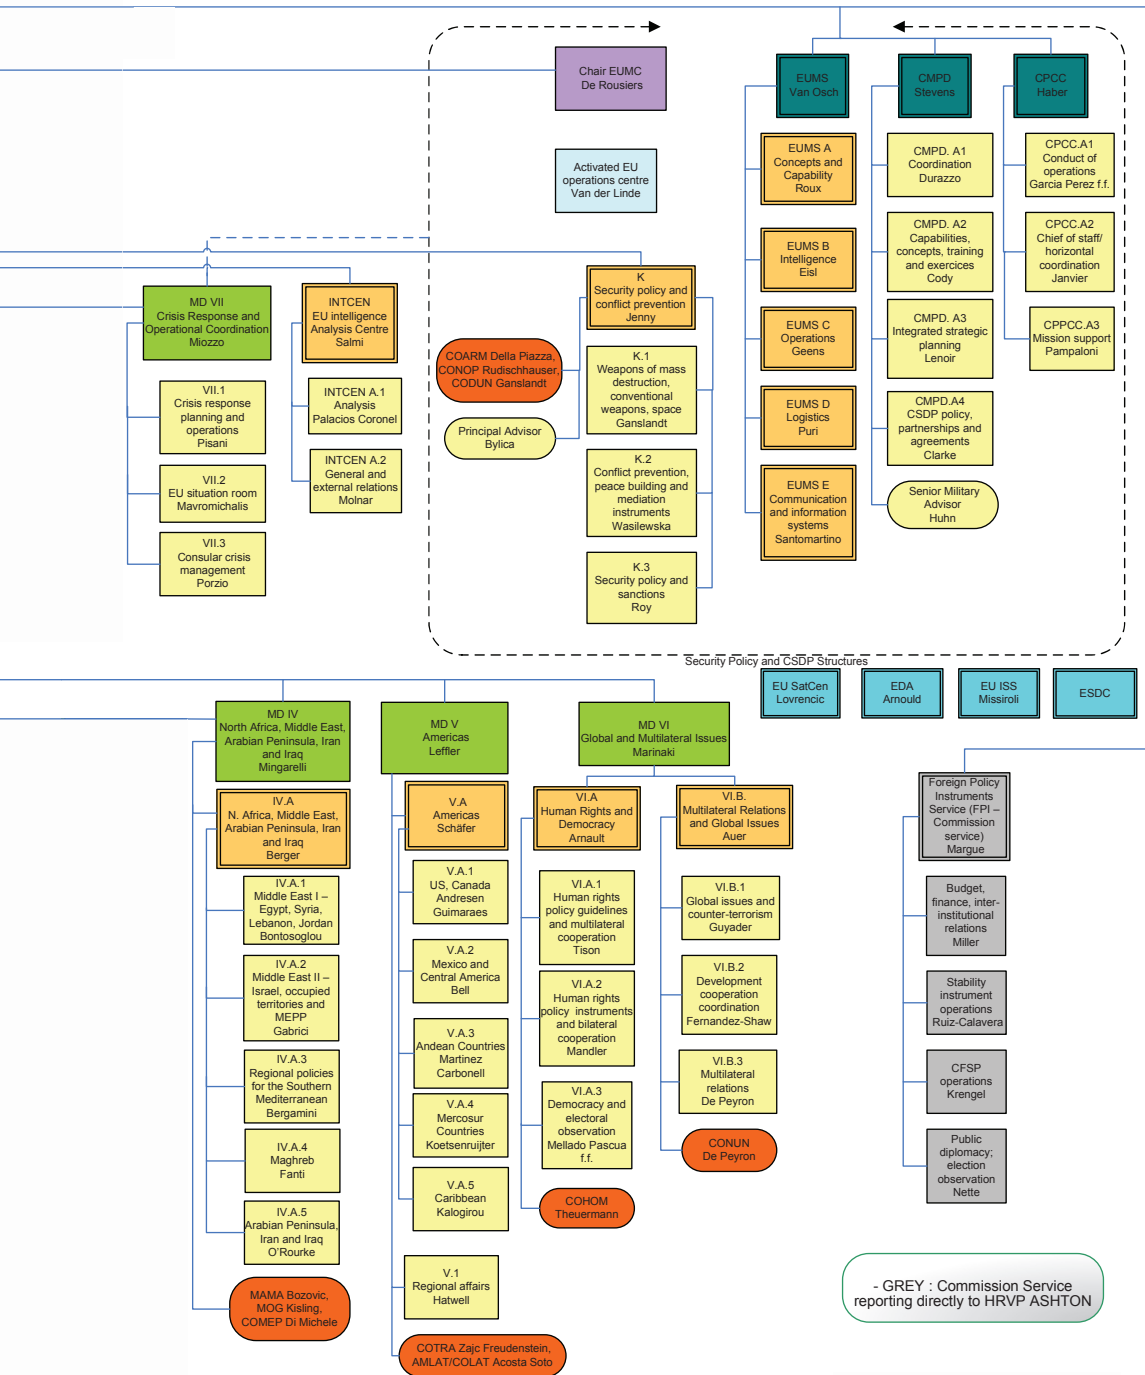 Chair EUMC
De Rousiers
Activated EU
operations centre
Van der Linde
EUMS
Van Osch
CMPD
Stevens
CPCC
Haber
EUMS A
Concepts and
Capability
Roux
EUMS B
Intelligence
Eisl
EUMS C
Operations
Geens
EUMS D
Logistics
Puri
EUMS E
Communication
and information
systems
Santomartino
CMPD. A1
Coordination
Durazzo
CMPD. A2
Capabilities,
concepts, training
and exercices
Cody
CMPD. A3
Integrated strategic
planning
Lenoir
CMPD.A4
CSDP policy,
partnerships and
agreements
Clarke
Senior Military
Advisor
Huhn
CPCC.A1
Conduct of
operations
Garcia Perez f.f.
CPCC.A2
Chief of staff/
horizontal
coordination
Janvier
CPPCC.A3
Mission support
Pampaloni
MD VII
Crisis Response and
Operational Coordination
Miozzo
VII.1
Crisis response
planning and
operations
Pisani
VII.2
EU situation room
Mavromichalis
VII.3
Consular crisis
management
Porzio
INTCEN
EU intelligence
Analysis Centre
Salmi
INTCEN A.1
Analysis
Palacios Coronel
INTCEN A.2
General and
external relations
Molnar
K
Security policy and
conflict prevention
Jenny
COARM Della Piazza,
CONOP Rudischhauser,
CODUN Ganslandt
Principal Advisor
Bylica
K.1
Weapons of mass
destruction,
conventional
weapons, space
Ganslandt
K.2
Conflict prevention,
peace building and
mediation
instruments
Wasilewska
K.3
Security policy and
sanctions
Roy
Security Policy and CSDP Structures
EU SatCen
Lovrencic
EDA
Arnould
EU ISS
Missiroli
ESDC
MD IV
North Africa, Middle East,
Arabian Peninsula, Iran
and Iraq
Mingarelli
IV.A
N. Africa, Middle East,
Arabian Peninsula, Iran
and Iraq
Berger
IV.A.1
Middle East I –
Egypt, Syria,
Lebanon, Jordan
Bontosoglou
IV.A.2
Middle East II –
Israel, occupied
territories and
MEPP
Gabrici
IV.A.3
Regional policies
for the Southern
Mediterranean
Bergamini
IV.A.4
Maghreb
Fanti
IV.A.5
Arabian Peninsula,
Iran and Iraq
O'Rourke
MAMA Bozovic,
MOG Kisling,
COMEP Di Michele
MD V
Americas
Leffler
V.A
Americas
Schäfer
V.A.1
US, Canada
Andresen
Guimaraes
V.A.2
Mexico and
Central America
Bell
V.A.3
Andean Countries
Martinez
Carbonell
V.A.4
Mercosur
Countries
Koetsenruijter
V.A.5
Caribbean
Kalogirou
V.1
Regional affairs
Hatwell
COTRA Zajc Freudenstein,
AMLAT/COLAT Acosta Soto
MD VI
Global and Multilateral Issues
Marinaki
VI.A
Human Rights and
Democracy
Arnault
VI.A.1
Human rights
policy guidelines
and multilateral
cooperation
Tison
VI.A.2
Human rights
policy instruments
and bilateral
cooperation
Mandler
VI.A.3
Democracy and
electoral
observation
Mellado Pascua
f.f.
COHOM
Theuermann
VI.B.
Multilateral Relations
and Global Issues
Auer
VI.B.1
Global issues and
counter-terrorism
Guyader
VI.B.2
Development
cooperation
coordination
Fernandez-Shaw
VI.B.3
Multilateral
relations
De Peyron
CONUN
De Peyron
Foreign Policy
Instruments
Service (FPI –
Commission
service)
Margue
Budget,
finance, inter-
institutional
relations
Miller
Stability
instrument
operations
Ruiz-Calavera
CFSP
operations
Krengel
Public
diplomacy;
election
observation
Nette
- GREY : Commission Service
reporting directly to HRVP ASHTON